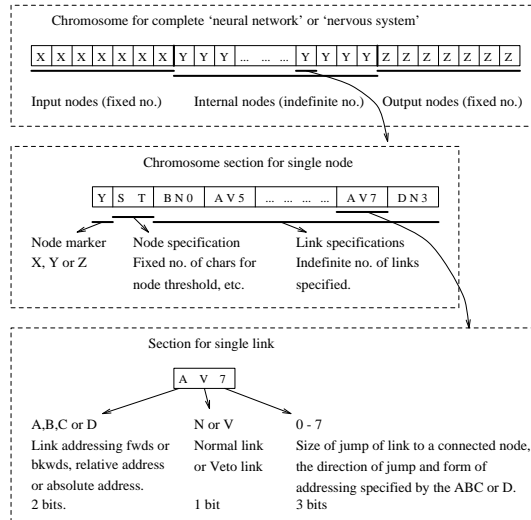 Chromosome for complete ‘neural network’ or ‘nervous system’
X X X X X X X Y Y Y ... ... ... Y Y Y Y Z Z Z Z Z Z Z
Input nodes (fixed no.) Internal nodes (indefinite no.) Output nodes (fixed no.)
Chromosome section for single node
Y S T B N 0 A V 5 ... ... ... ... A V 7 D N 3
Node marker Node specification Link specifications
X, Y or Z Fixed no. of chars for Indefinite no. of links
node threshold, etc. specified.
Section for single link
A V 7
A,B,C or D N or V 0 - 7
Link addressing fwds or Normal link Size of jump of link to a connected node,
bkwds, relative address or Veto link the direction of jump and form of
or absolute address. addressing specified by the ABC or D.
2 bits. 1 bit 3 bits